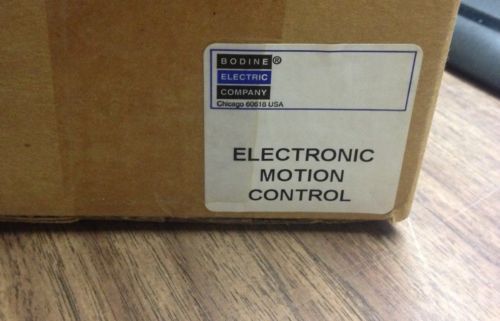 BODINE®
ELECTRIC
COMPANY
Chicago 60618 USA
ELECTRONIC
MOTION
CONTROL